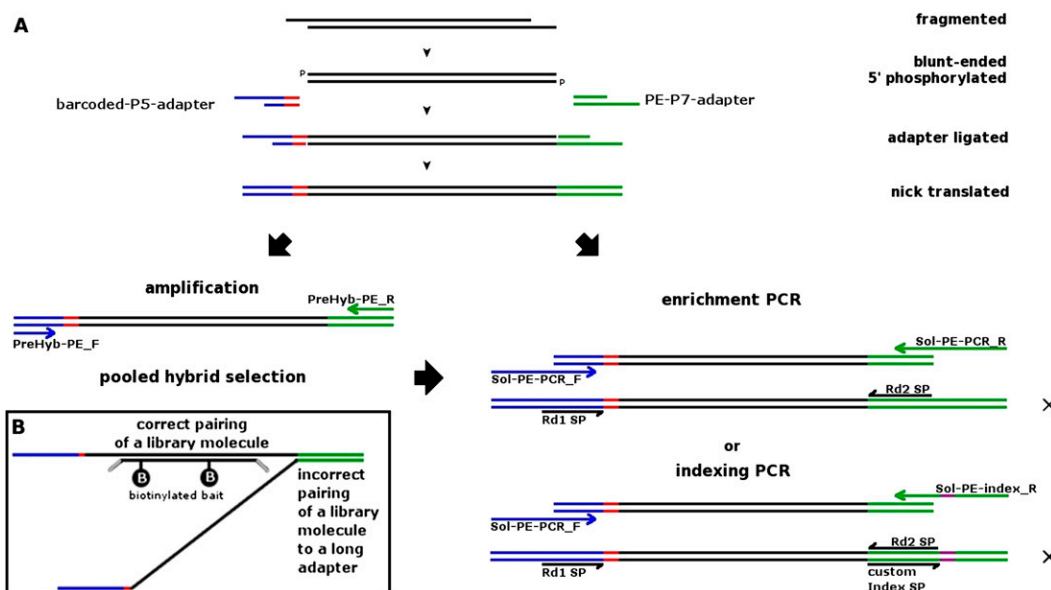 A
fragmented
blunt-ended
5' phosphorylated
P
P
barcoded-P5-adapter
PE-P7-adapter
adapter ligated
nick translated
amplification
PreHyb-PE_R
PreHyb-PE_F
pooled hybrid selection
enrichment PCR
Sol-PE-PCR_R
Sol-PE-PCR_F
Rd2 SP
Rd1 SP
or
indexing PCR
Sol-PE-index_R
Sol-PE-PCR_F
Rd2 SP
Rd1 SP
custom
Index SP
B
correct pairing
of a library molecule
B
B
biotinylated bait
incorrect
pairing
of a library
molecule
to a long
adapter